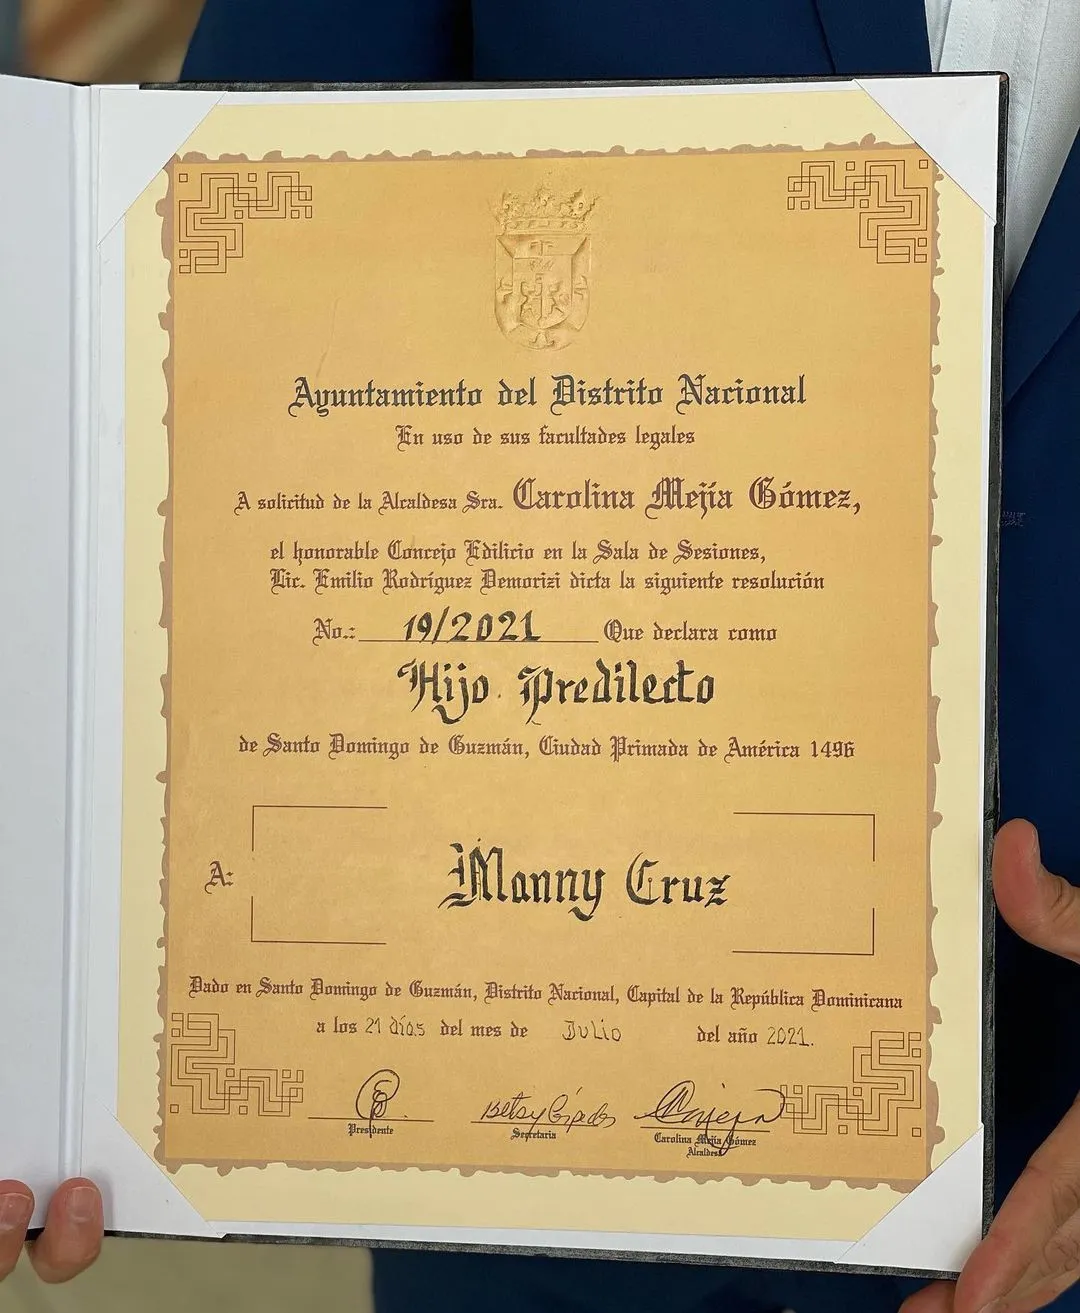 Ayuntamiento del Distrito Nacional
En uso de sus facultades legales
A solicitud de la Alcaldesa Sra. Carolina Mejía Gómez,
el honorable Concejo Edilicio en la Sala de Sesiones,
Lic. Emilio Rodríguez Demorizi dicta la siguiente resolución
No.: 19/2021 Que declara como
Hijo Predilecto
de Santo Domingo de Guzmán, Ciudad Primada de América 1496
A: Manny Cruz
Dado en Santo Domingo de Guzmán, Distrito Nacional, Capital de la República Dominicana
a los 21 días del mes de Julio del año 2021.
Presidente
Secretaria
Carolina Mejía Gómez
Alcaldesa